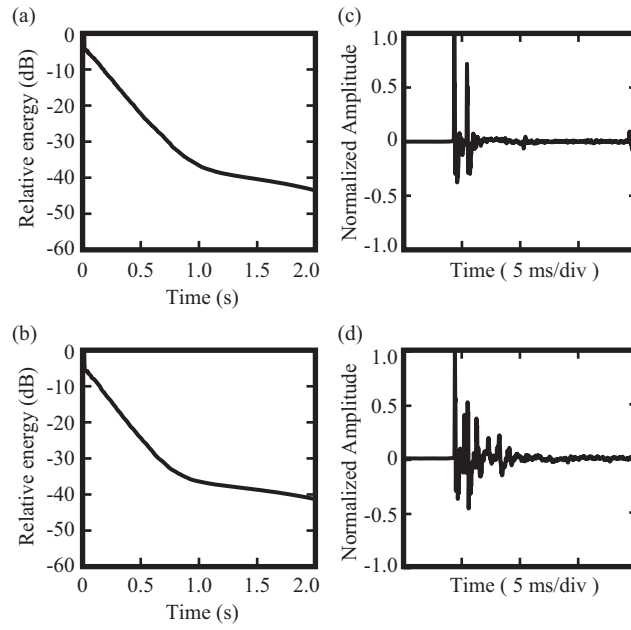 (a)
0
-10
-20
-30
-40
-50
-60
Relative energy (dB)
0 0.5 1.0 1.5 2.0
Time (s)
(c)
1.0
0.5
0
-0.5
-1.0
Normalized Amplitude
Time ( 5 ms/div )
(b)
0
-10
-20
-30
-40
-50
-60
Relative energy (dB)
0 0.5 1.0 1.5 2.0
Time (s)
(d)
1.0
0.5
0
-0.5
-1.0
Normalized Amplitude
Time ( 5 ms/div )